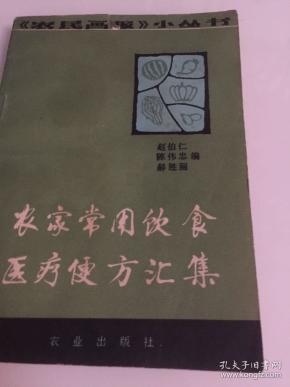 《农民画报》小丛书
赵伯仁
陈伟忠 编
郝胜丽
农家常用饮食
医疗便方汇集
农业出版社
孔夫子旧书网